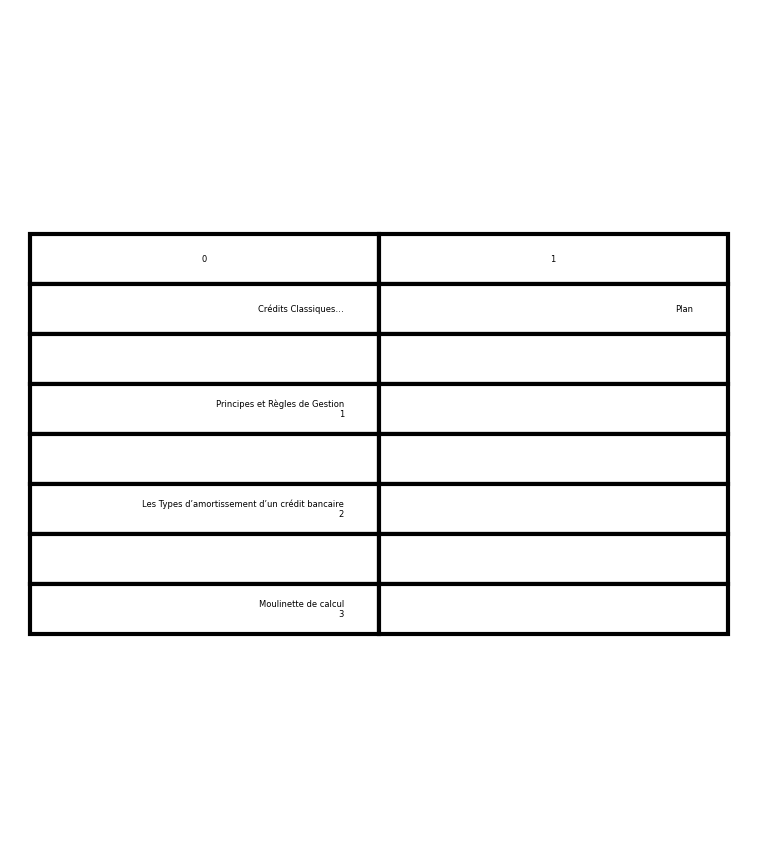 0 1
Crédits Classiques... Plan
Principes et Règles de Gestion
1
Les Types d'amortissement d'un crédit bancaire
2
Moulinette de calcul
3